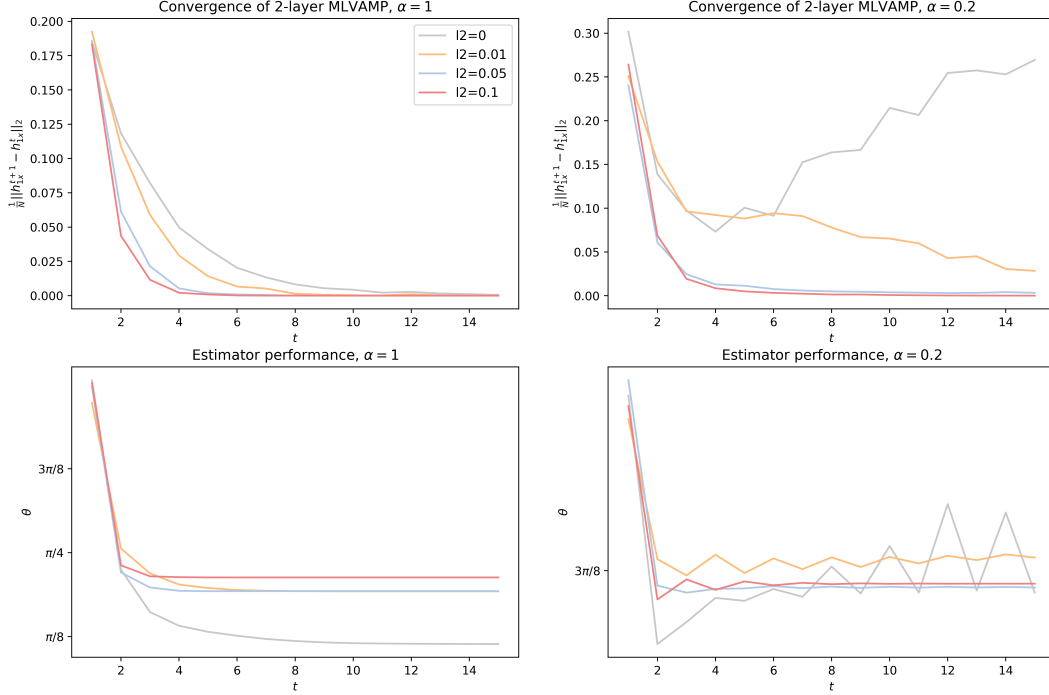 Convergence of 2-layer MLVAMP, α = 1
0.200
0.175
0.150
0.125
0.100
0.075
0.050
0.025
0.000
1/N ||h_{1x}^{t+1} − h_{1x}^{t}||_2
l2=0
l2=0.01
l2=0.05
l2=0.1
2 4 6 8 10 12 14
t
Convergence of 2-layer MLVAMP, α = 0.2
0.30
0.25
0.20
0.15
0.10
0.05
0.00
1/N ||h_{1x}^{t+1} − h_{1x}^{t}||_2
2 4 6 8 10 12 14
t
Estimator performance, α = 1
3π/8
π/4
π/8
θ
2 4 6 8 10 12 14
t
Estimator performance, α = 0.2
3π/8
θ
2 4 6 8 10 12 14
t